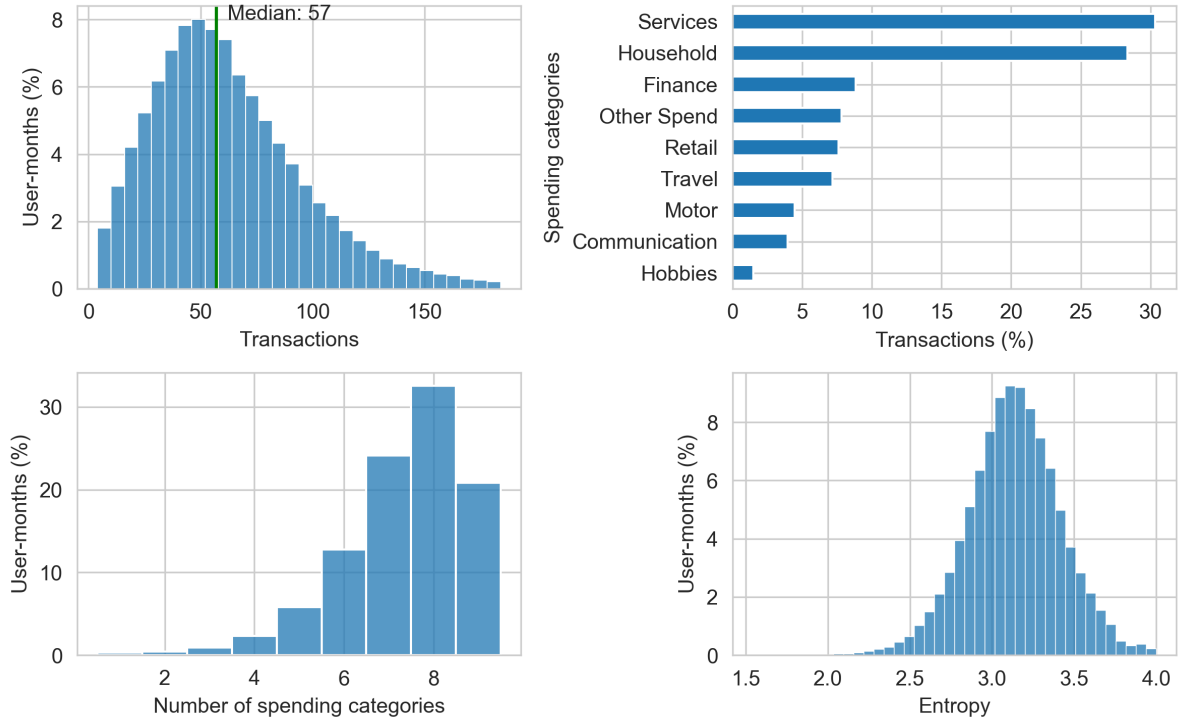 Median: 57
User-months (%)
8
6
4
2
0
0 50 100 150
Transactions
Spending categories
Services
Household
Finance
Other Spend
Retail
Travel
Motor
Communication
Hobbies
0 5 10 15 20 25 30
Transactions (%)
User-months (%)
30
20
10
0
2 4 6 8
Number of spending categories
User-months (%)
8
6
4
2
0
1.5 2.0 2.5 3.0 3.5 4.0
Entropy